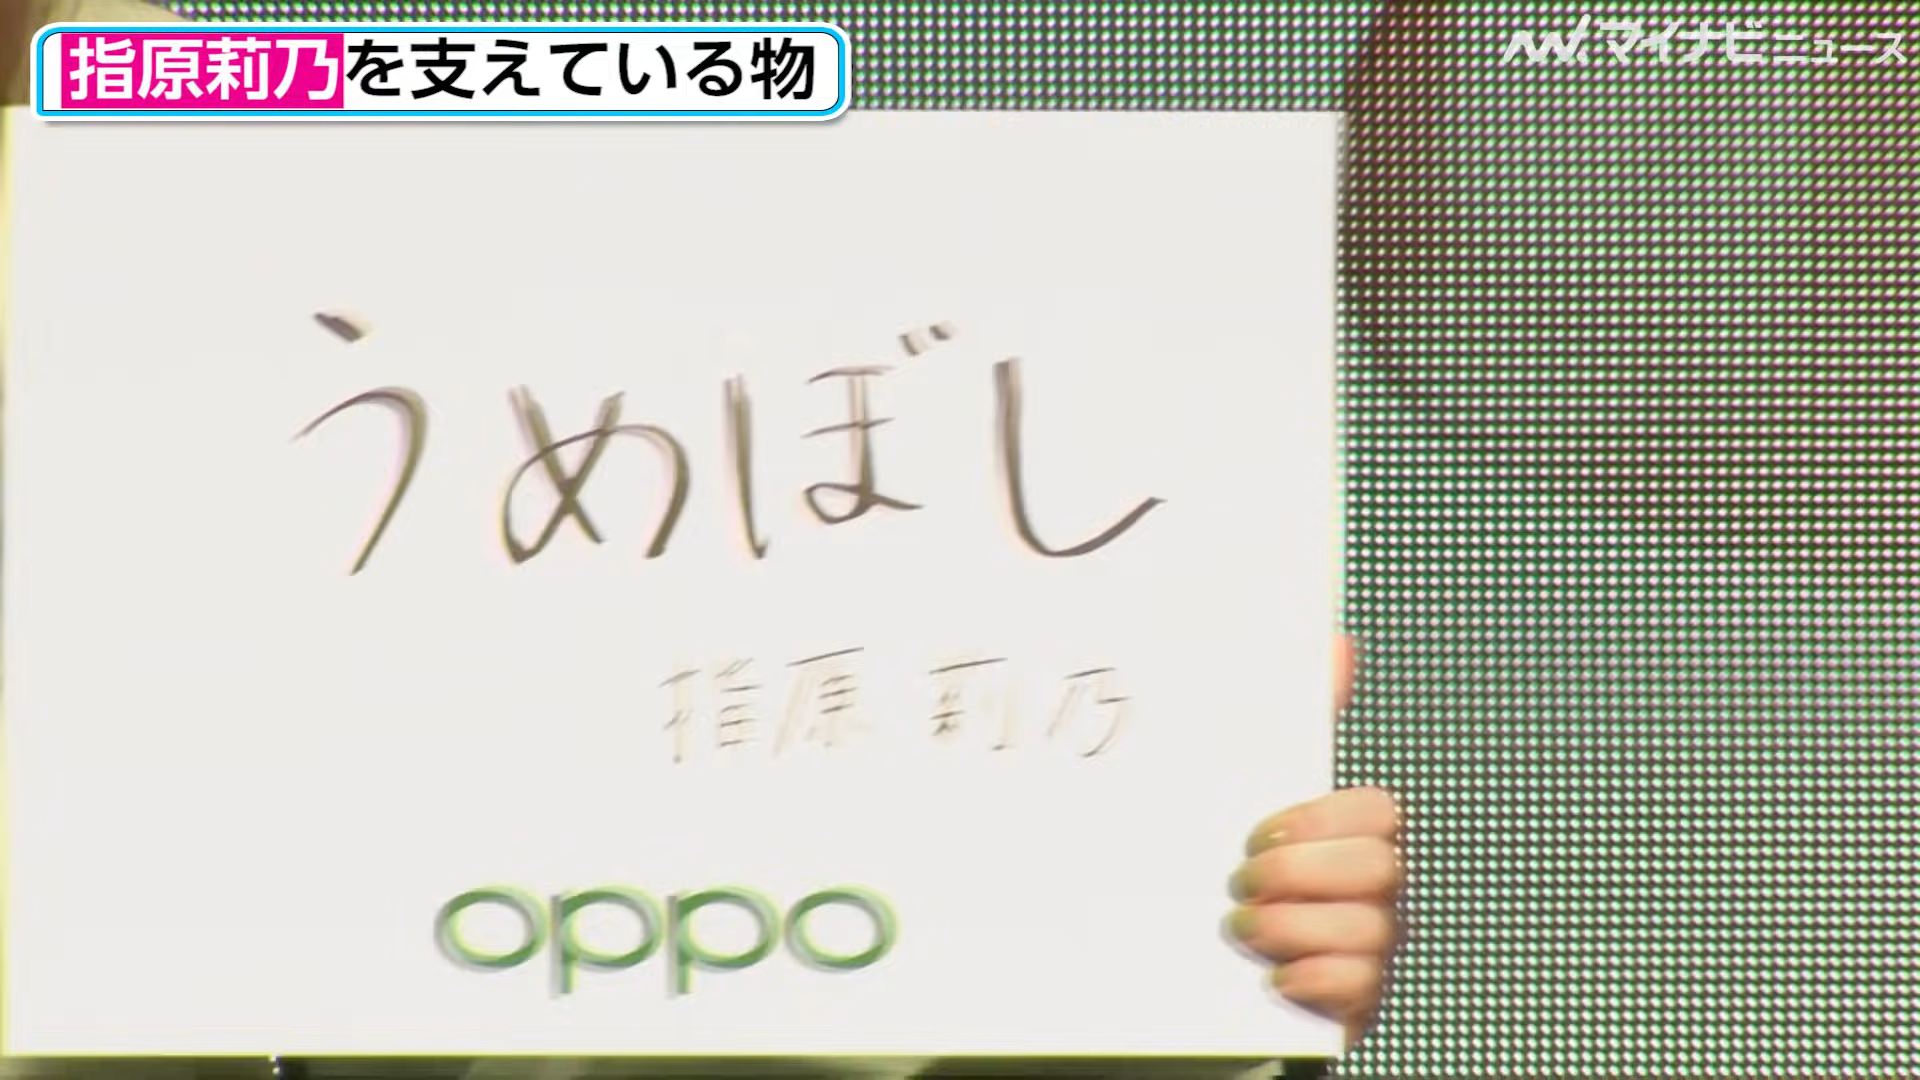 指原莉乃を支えている物
マイナビニュース
うめぼし
指原 莉乃
oppo